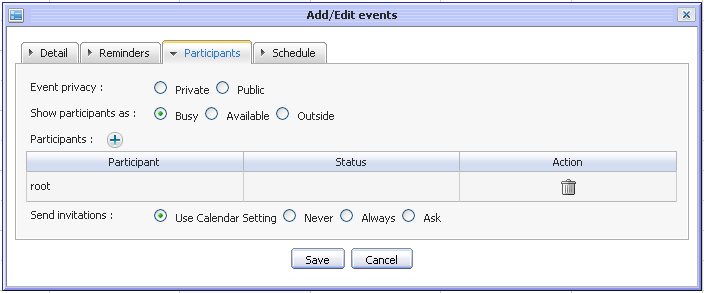 Add/Edit events
Detail Reminders Participants Schedule
Event privacy : Private Public
Show participants as : Busy Available Outside
Participants :
Participant Status Action
root
Send invitations : Use Calendar Setting Never Always Ask
Save Cancel